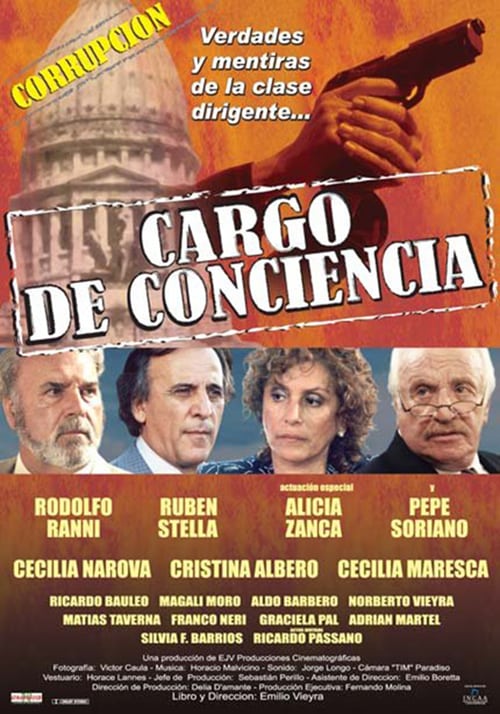 CORRUPCION
Verdades
y mentiras
de la clase
dirigente...
CARGO
DE CONCIENCIA
RODOLFO
RANNI
RUBEN
STELLA
actuación especial
ALICIA
ZANCA
y
PEPE
SORIANO
CECILIA NAROVA CRISTINA ALBERO CECILIA MARESCA
RICARDO BAULEO MAGALI MORO ALDO BARBERO NORBERTO VIEYRA
MATIAS TAVERNA FRANCO NERI GRACIELA PAL ADRIAN MARTEL
SILVIA F. BARRIOS RICARDO PASSANO
Una producción de EJV Producciones Cinematográficas
Fotografía: Victor Caula - Musica: Horacio Malvicino - Sonido: Jorge Longo - Cámara "TIM" Paradiso
Vestuario: Horace Lannes - Jefe de Producción: Sebastián Perillo - Asistente de Direccion: Emilio Boretta
Dirección de Producción: Delia D'amante - Producción Ejecutiva: Fernando Molina
Libro y Direccion: Emilio Vieyra
INCAA